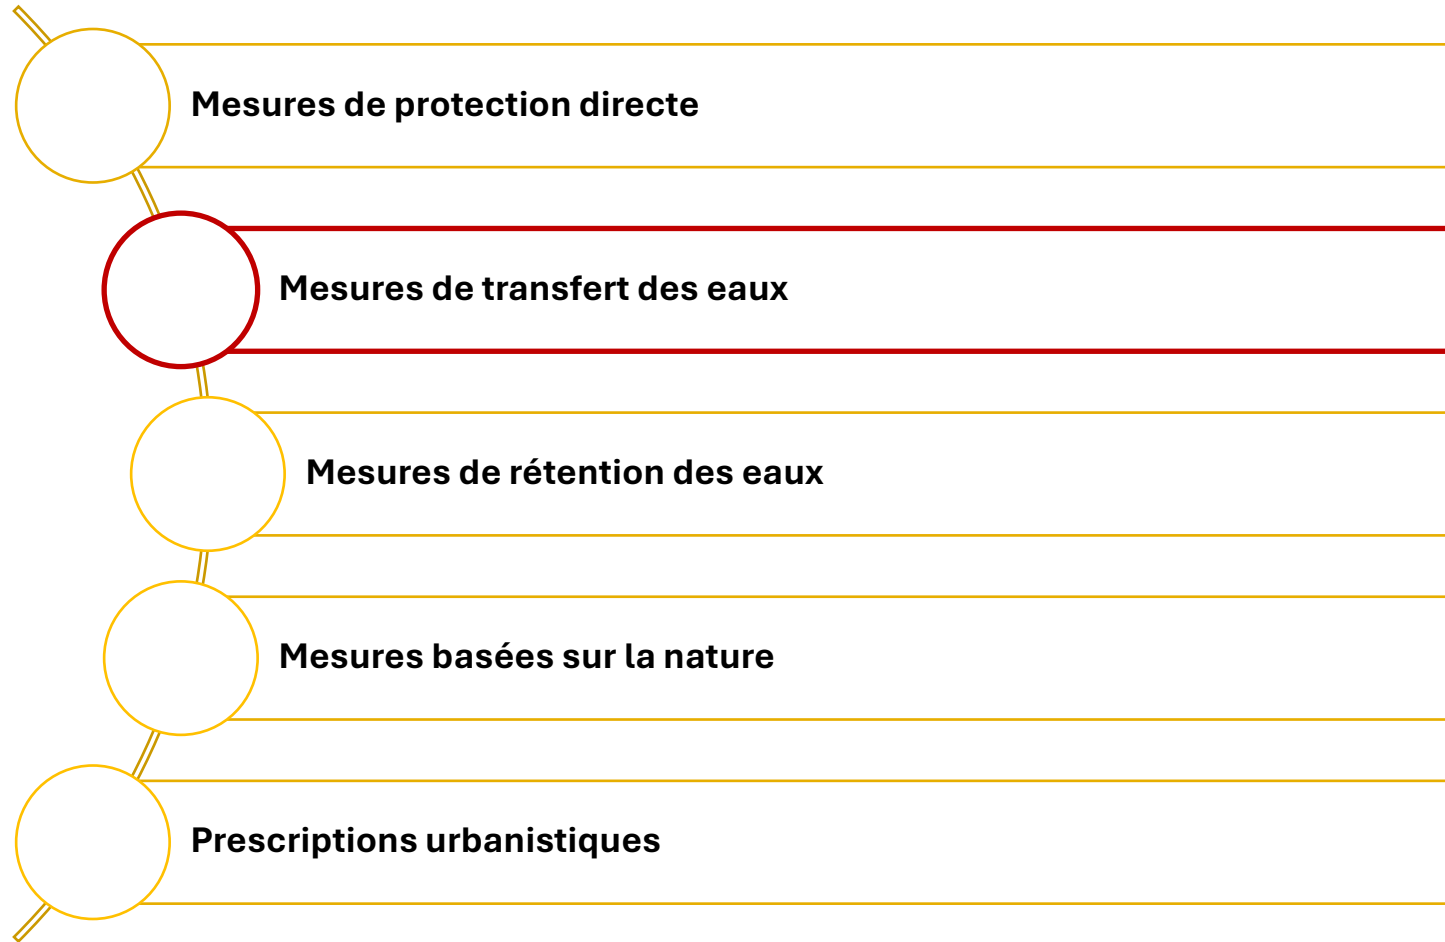 Mesures de protection directe
Mesures de transfert des eaux
Mesures de rétention des eaux
Mesures basées sur la nature
Prescriptions urbanistiques